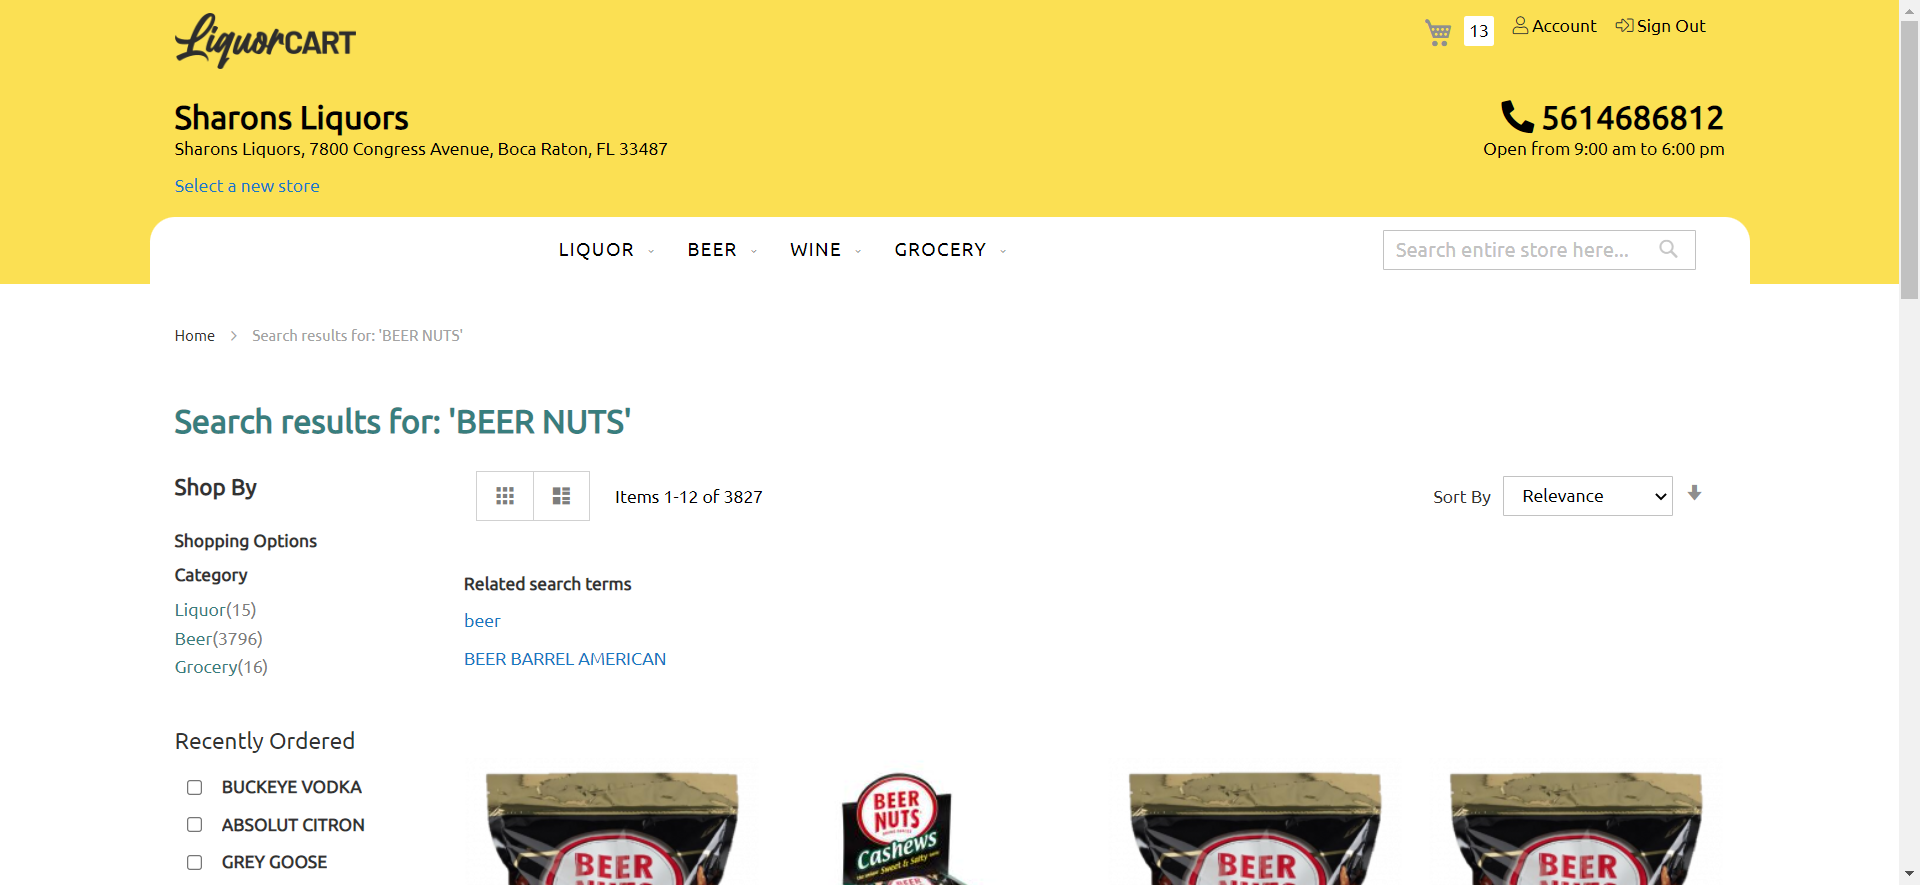 LiquorCART
13
Account
Sign Out
Sharons Liquors
5614686812
Sharons Liquors, 7800 Congress Avenue, Boca Raton, FL 33487
Open from 9:00 am to 6:00 pm
Select a new store
LIQUOR
BEER
WINE
GROCERY
Search entire store here...
Home
Search results for: 'BEER NUTS'
Search results for: 'BEER NUTS'
Shop By
Items 1-12 of 3827
Sort By
Relevance
Shopping Options
Category
Liquor(15)
Beer(3796)
Grocery(16)
Related search terms
beer
BEER BARREL AMERICAN
Recently Ordered
BUCKEYE VODKA
ABSOLUT CITRON
GREY GOOSE
BEER
NUTS
BEER
NUTS
Cashews
Sweet & Salty
BEER
BEER
NUTS
BEER
NUTS